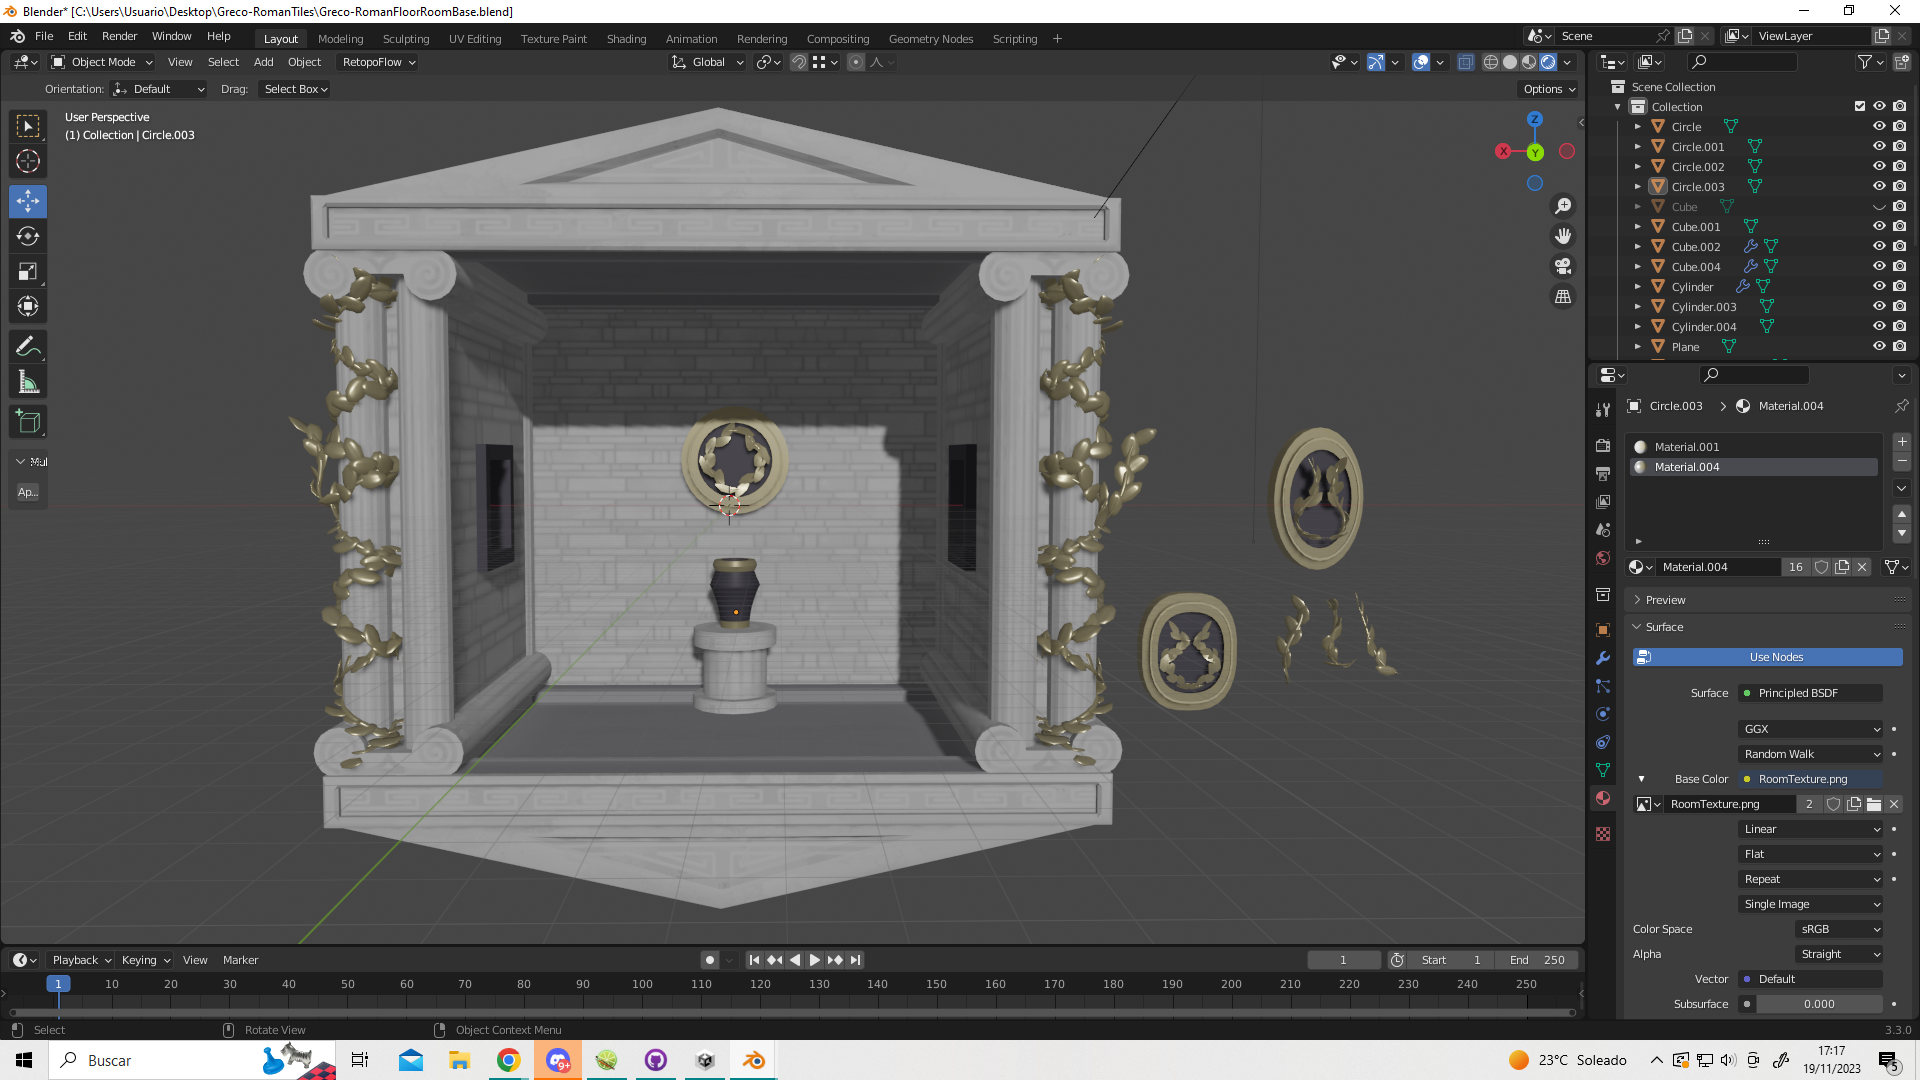 Blender* [C:\Users\Usuario\Desktop\Greco-RomanTiles\Greco-RomanFloorRoomBase.blend]
File Edit Render Window Help Layout Modeling Sculpting UV Editing Texture Paint Shading Animation Rendering Compositing Geometry Nodes Scripting + Scene ViewLayer
Object Mode View Select Add Object RetopoFlow Global
Orientation: Default Drag: Select Box Options
User Perspective
(1) Collection | Circle.003
Z
X
Y
Mul
Ap...
Scene Collection
Collection
Circle
Circle.001
Circle.002
Circle.003
Cube
Cube.001
Cube.002
Cube.004
Cylinder
Cylinder.003
Cylinder.004
Plane
Circle.003 > Material.004
Material.001
Material.004
Material.004 16
Preview
Surface
Use Nodes
Surface Principled BSDF
GGX
Random Walk
Base Color RoomTexture.png
RoomTexture.png 2
Linear
Flat
Repeat
Single Image
Color Space sRGB
Alpha Straight
Vector Default
Subsurface 0.000
Playback Keying View Marker 1 Start 1 End 250
1 10 20 30 40 50 60 70 80 90 100 110 120 130 140 150 160 170 180 190 200 210 220 230 240 250
Select Rotate View Object Context Menu 3.3.0
Buscar
9+
23°C Soleado
17:17
19/11/2023
5